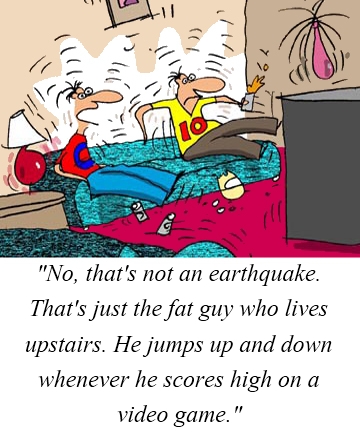 10
"No, that's not an earthquake.
That's just the fat guy who lives
upstairs. He jumps up and down
whenever he scores high on a
video game."